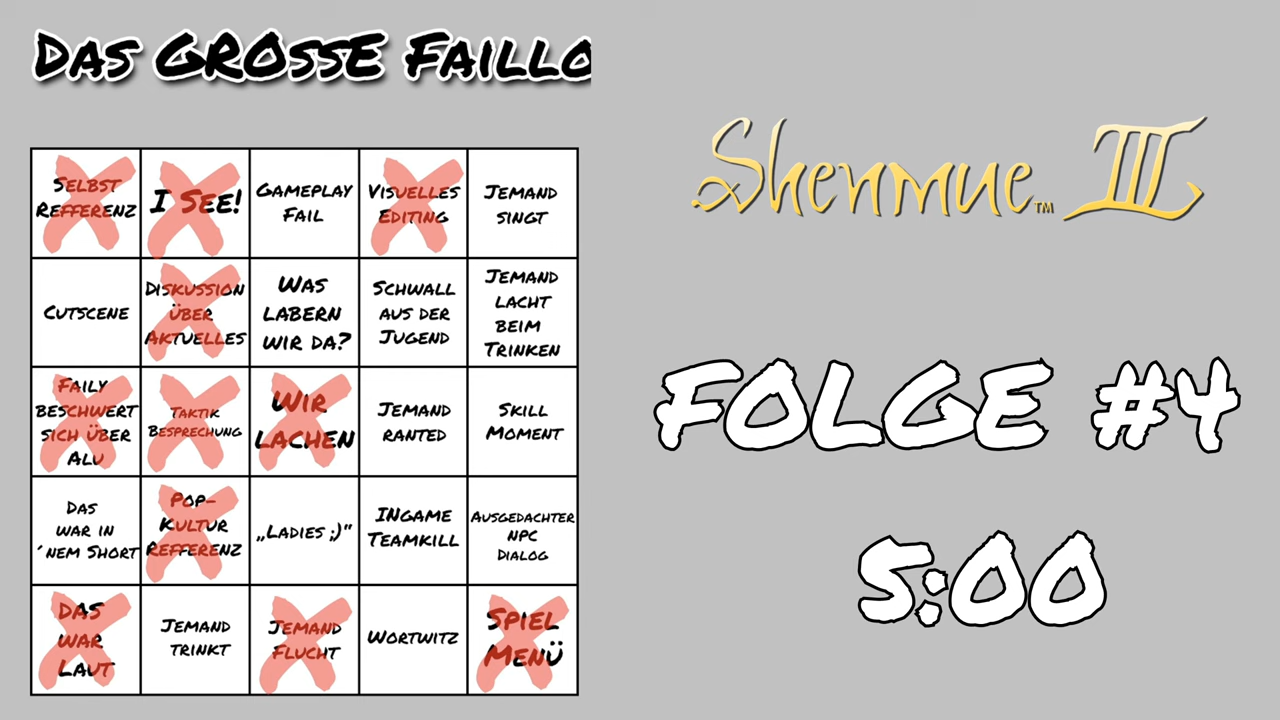 DAS GROSSE FAILLO
SELBST
REFFERENZ
I SEE!
GAMEPLAY
FAIL
VISUELLES
EDITING
JEMAND
SINGT
CUTSCENE
DISKUSSION
ÜBER
AKTUELLES
WAS
LABERN
WIR DA?
SCHWALL
AUS DER
JUGEND
JEMAND
LACHT
BEIM
TRINKEN
FAILY
BESCHWERT
SICH ÜBER
ALU
TAKTIK
BESPRECHUNG
WIR
LACHEN
JEMAND
RANTED
SKILL
MOMENT
DAS
WAR IN
´NEM SHORT
POP-
KULTUR
REFFERENZ
„LADIES ;)"
INGAME
TEAMKILL
AUSGEDACHTER
NPC
DIALOG
DAS
WAR
LAUT
JEMAND
TRINKT
JEMAND
FLUCHT
WORTWITZ
SPIEL
MENÜ
Shenmue III
TM
FOLGE #4
5:00